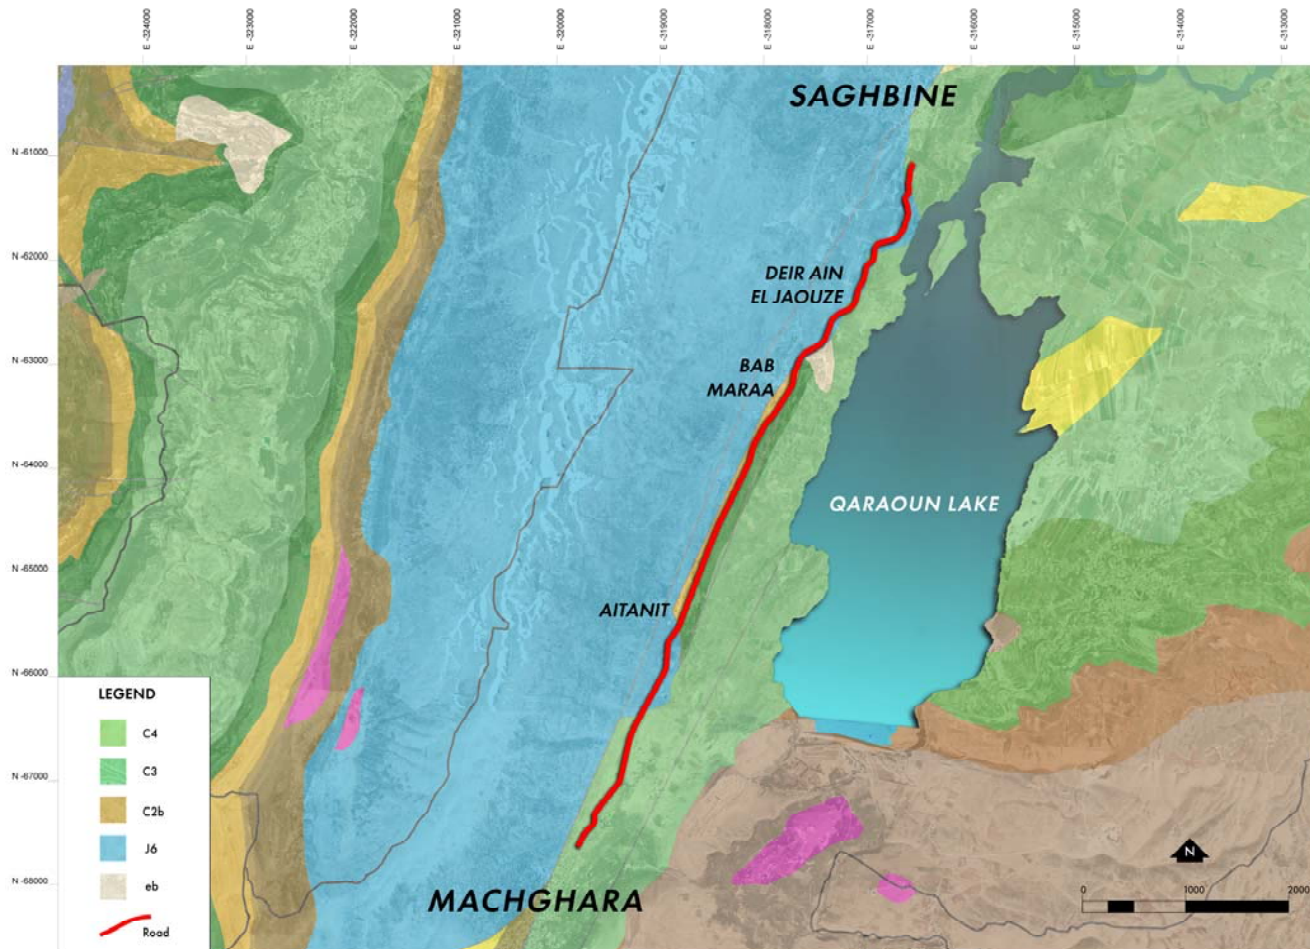 E -324000
E -323000
E -322000
E -321000
E -320000
E -319000
E -318000
E -317000
E -316000
E -315000
E -314000
E -313000
SAGHBINE
N -61000
N -62000
DEIR AIN
EL JAOUZE
N -63000
BAB
MARAA
N -64000
QARAOUN LAKE
N -65000
AITANIT
N -66000
LEGEND
C4
C3
N -67000
C2b
J6
N
eb
N -68000
0
1000
2000
MACHGHARA
Road